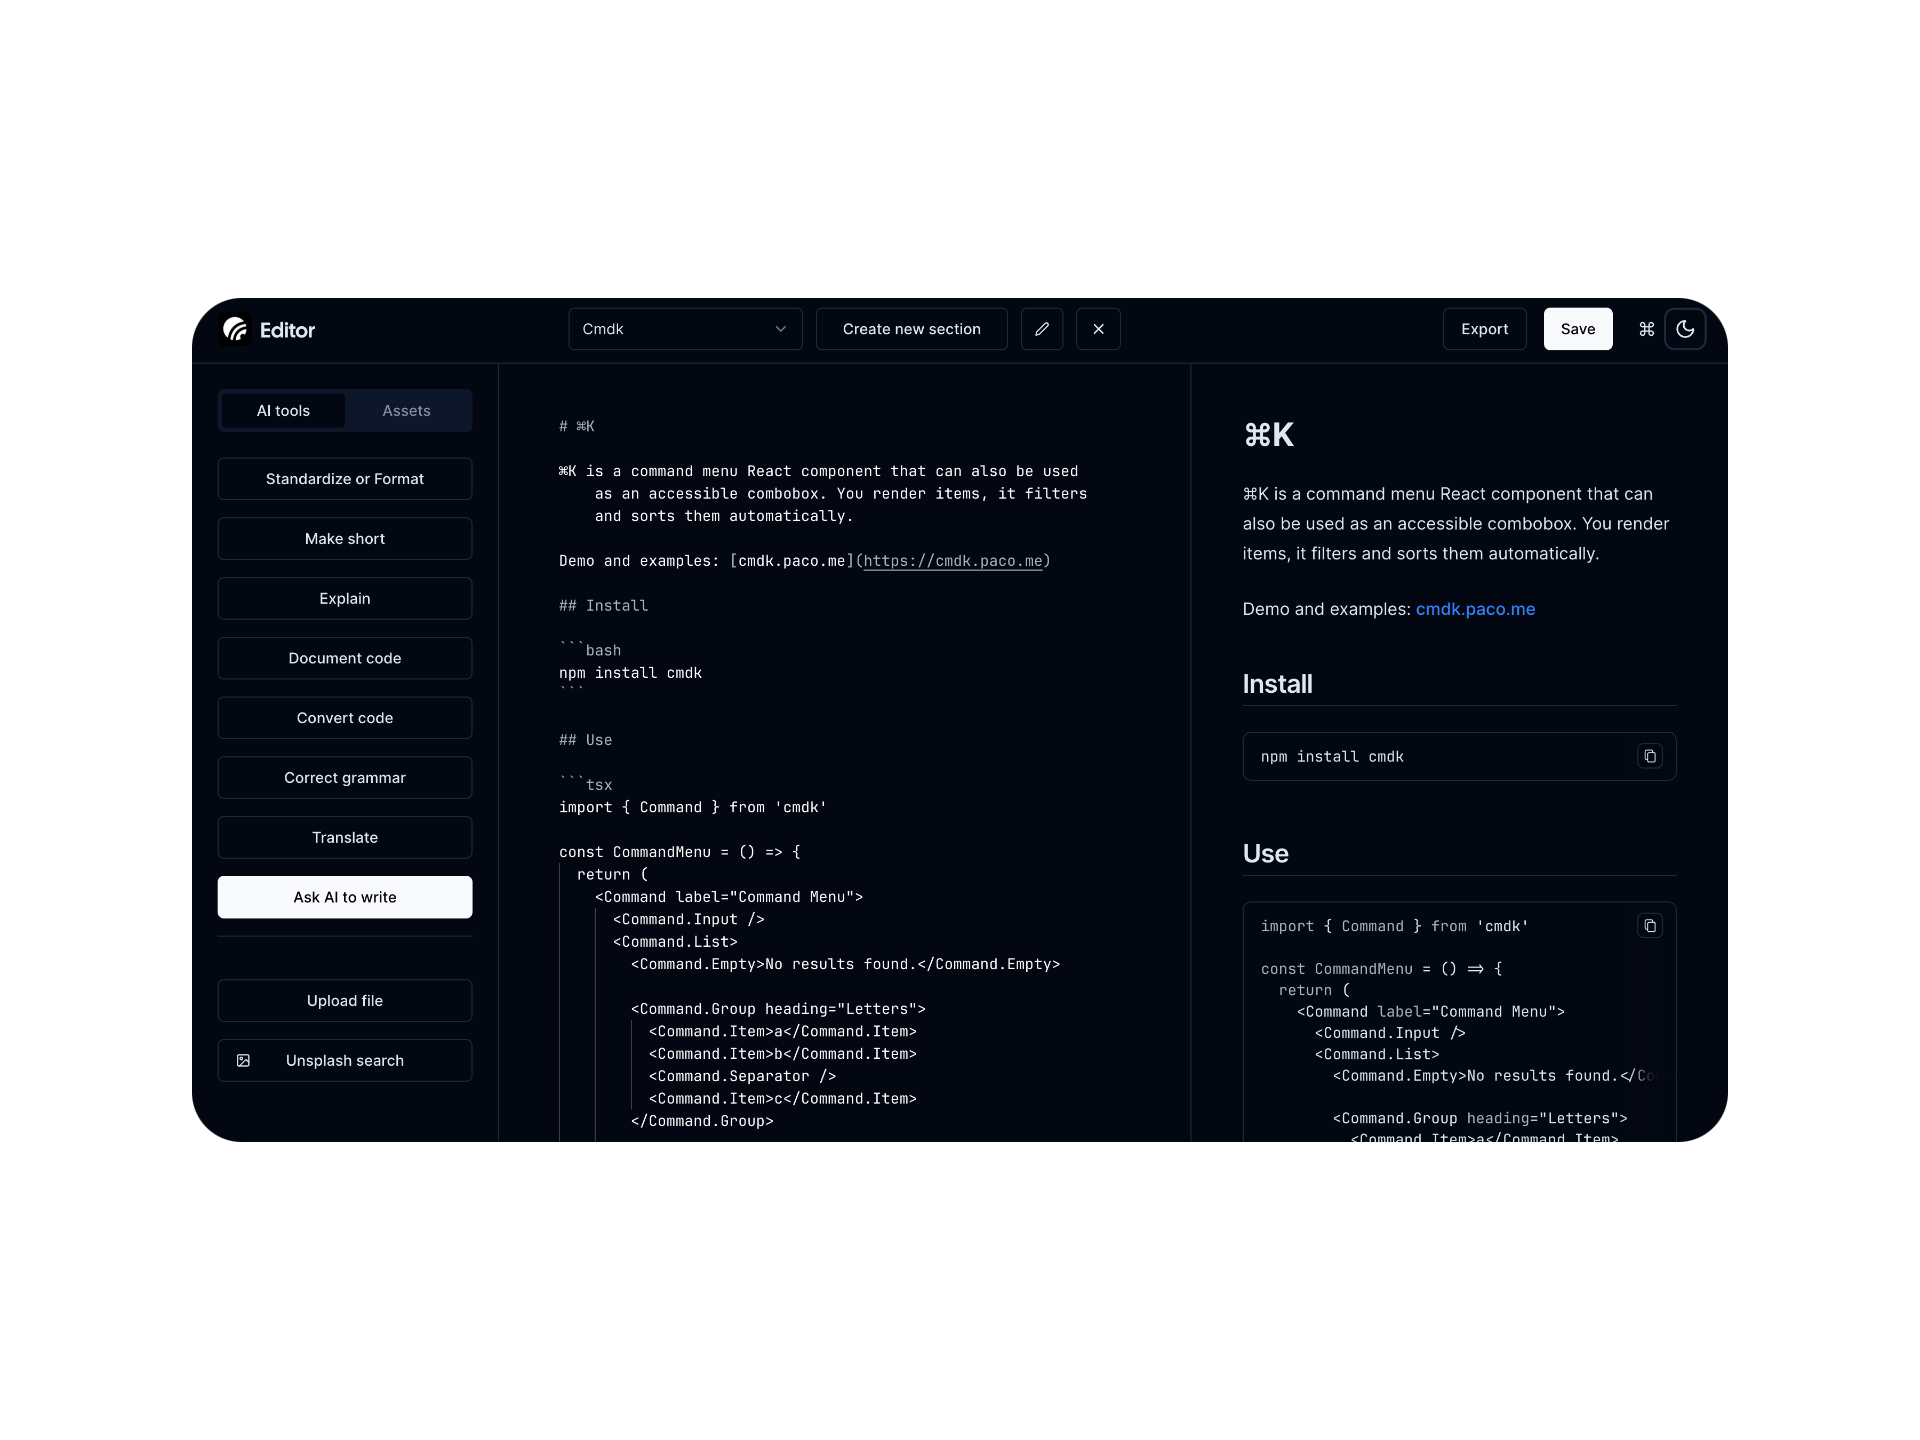 Editor
Cmdk
Create new section
Export
Save
⌘
AI tools
Assets
Standardize or Format
Make short
Explain
Document code
Convert code
Correct grammar
Translate
Ask AI to write
Upload file
Unsplash search
# ⌘K
⌘K is a command menu React component that can also be used
as an accessible combobox. You render items, it filters
and sorts them automatically.
Demo and examples: [cmdk.paco.me](https://cmdk.paco.me)
## Install
```bash
npm install cmdk
```
## Use
```tsx
import { Command } from 'cmdk'
const CommandMenu = () => {
return (
<Command label="Command Menu">
<Command.Input />
<Command.List>
<Command.Empty>No results found.</Command.Empty>
<Command.Group heading="Letters">
<Command.Item>a</Command.Item>
<Command.Item>b</Command.Item>
<Command.Separator />
<Command.Item>c</Command.Item>
</Command.Group>
⌘K
⌘K is a command menu React component that can
also be used as an accessible combobox. You render
items, it filters and sorts them automatically.
Demo and examples: cmdk.paco.me
Install
npm install cmdk
Use
import { Command } from 'cmdk'
const CommandMenu = () => {
return (
<Command label="Command Menu">
<Command.Input />
<Command.List>
<Command.Empty>No results found.</Co
<Command.Group heading="Letters">
<Command.Item>a</Command.Item>